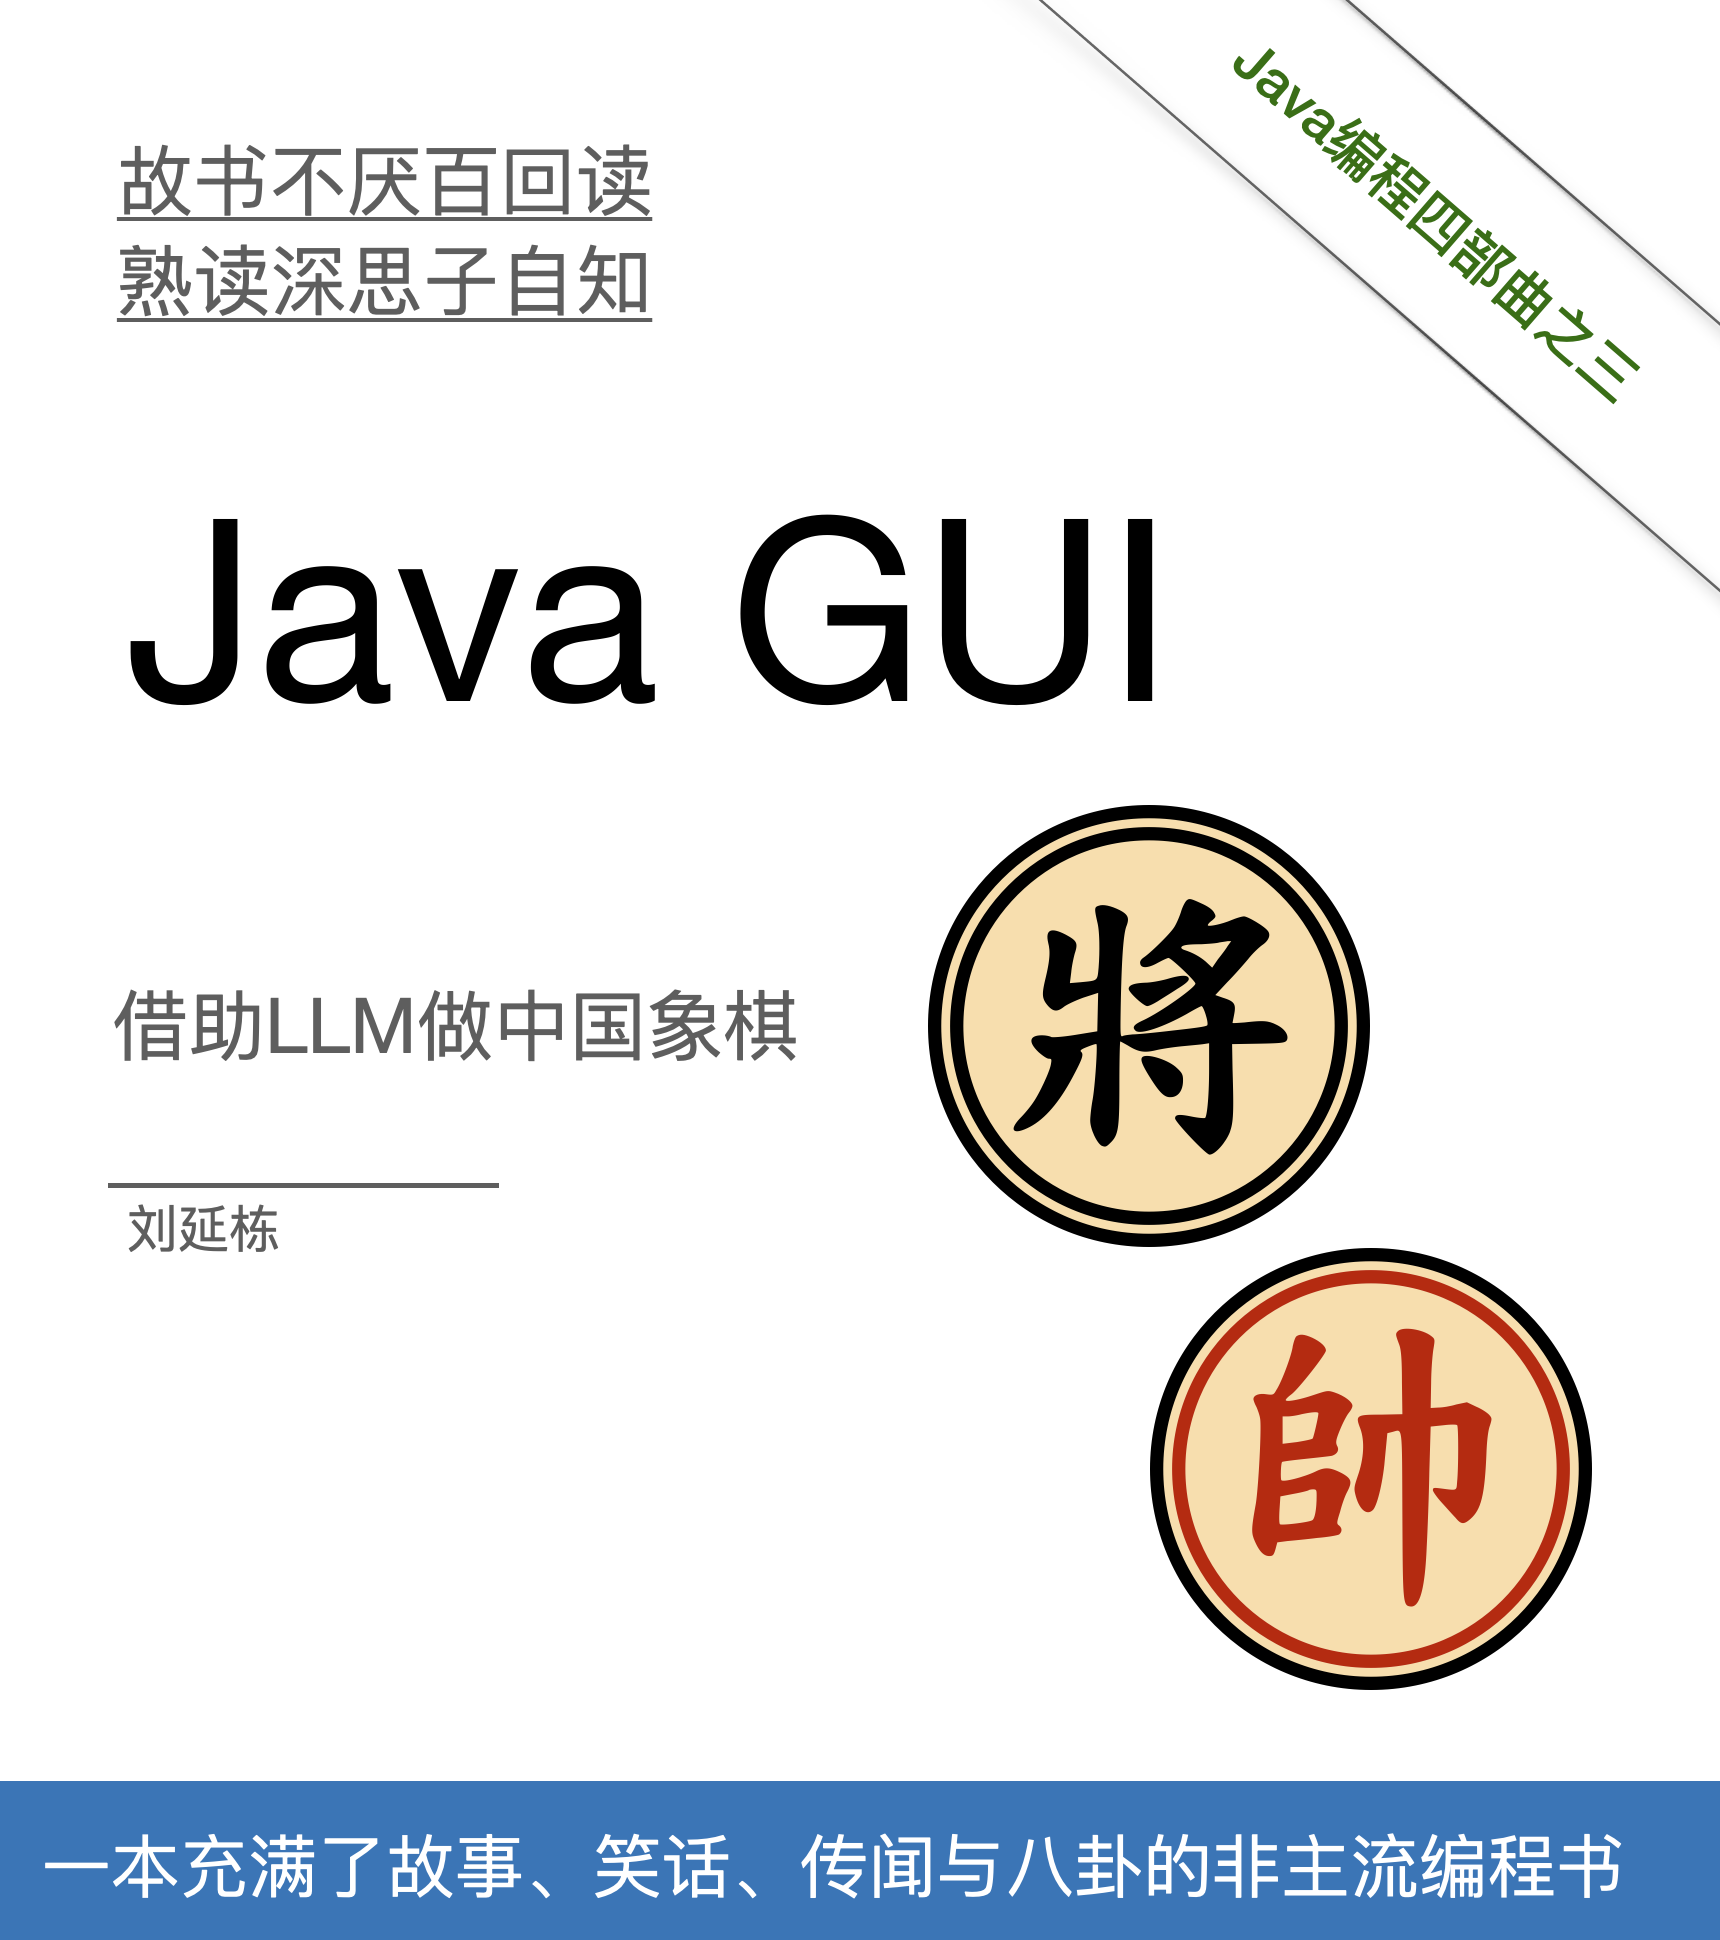 Java编程四部曲之三
故书不厌百回读
熟读深思子自知
Java GUI
借助LLM做中国象棋
刘延栋
將
帥
一本充满了故事、笑话、传闻与八卦的非主流编程书